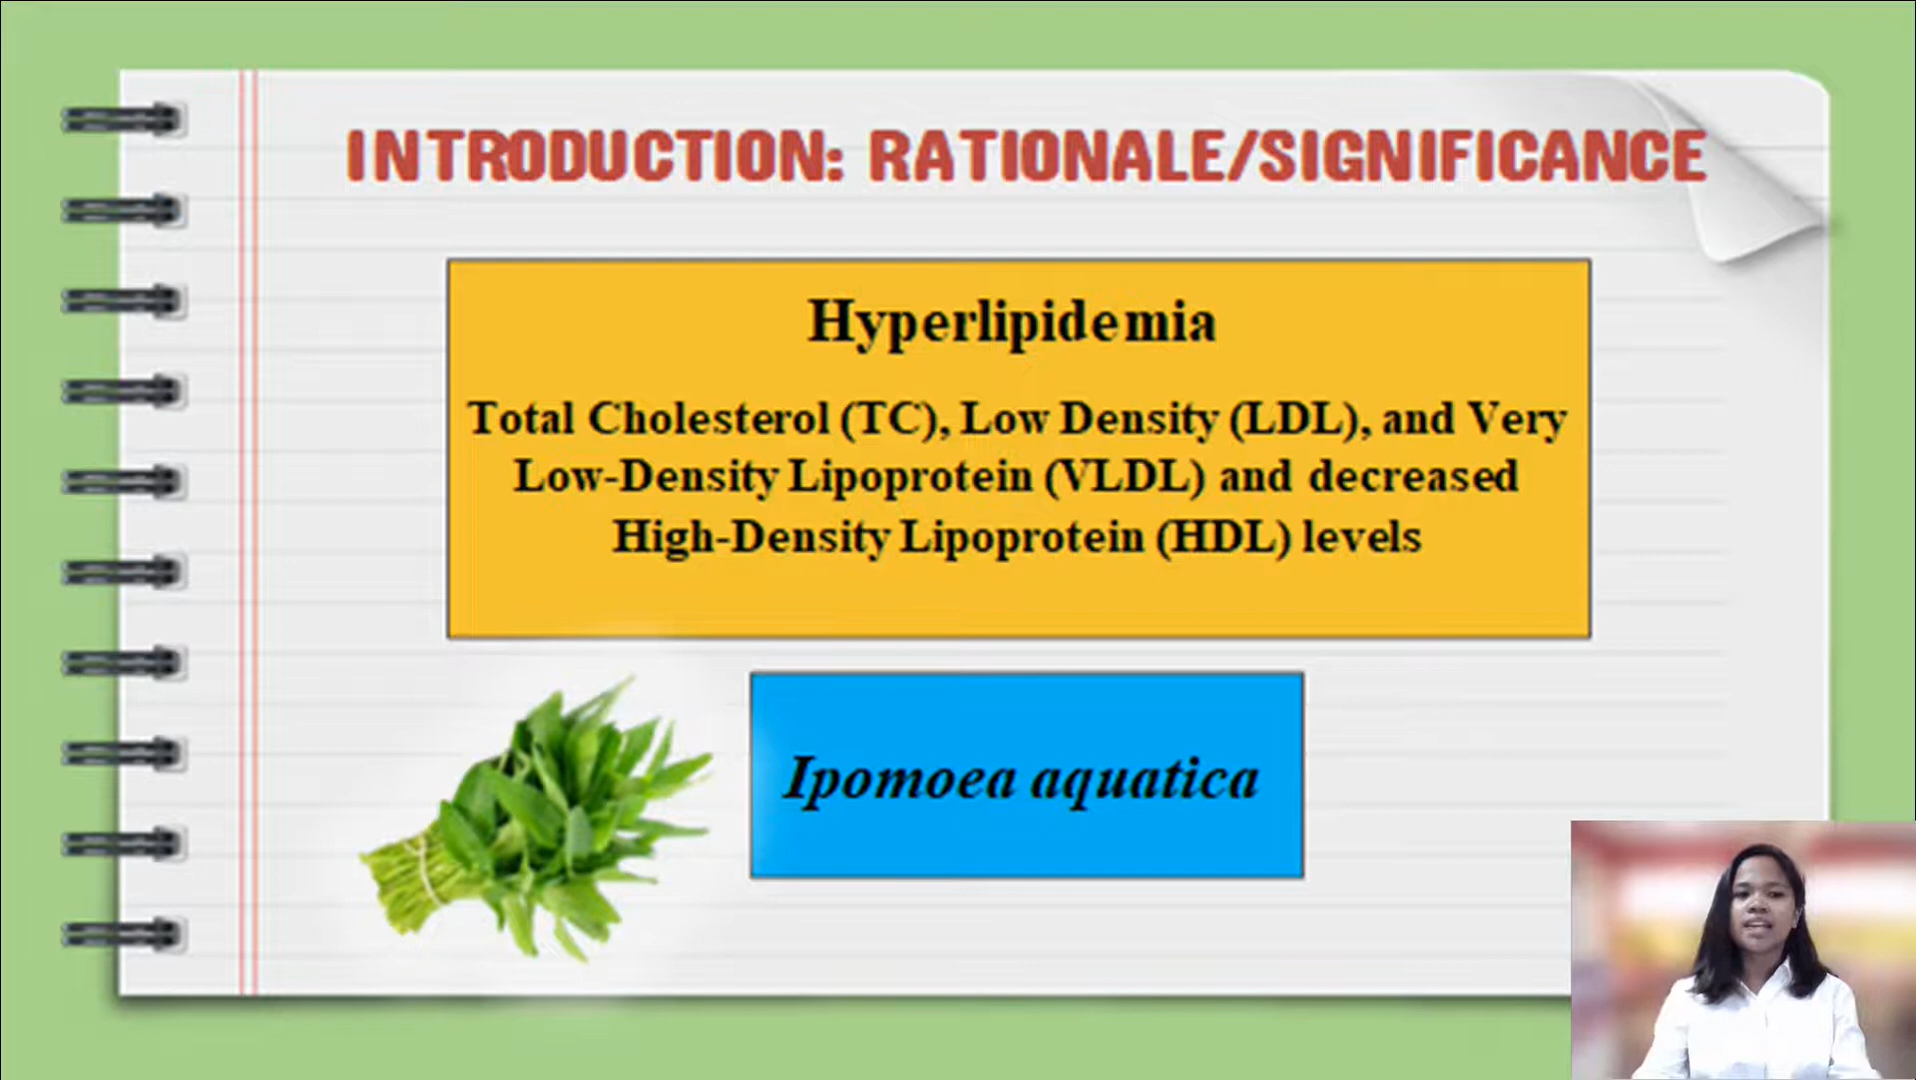 INTRODUCTION: RATIONALE/SIGNIFICANCE
Hyperlipidemia
Total Cholesterol (TC), Low Density (LDL), and Very
Low-Density Lipoprotein (VLDL) and decreased
High-Density Lipoprotein (HDL) levels
Ipomoea aquatica